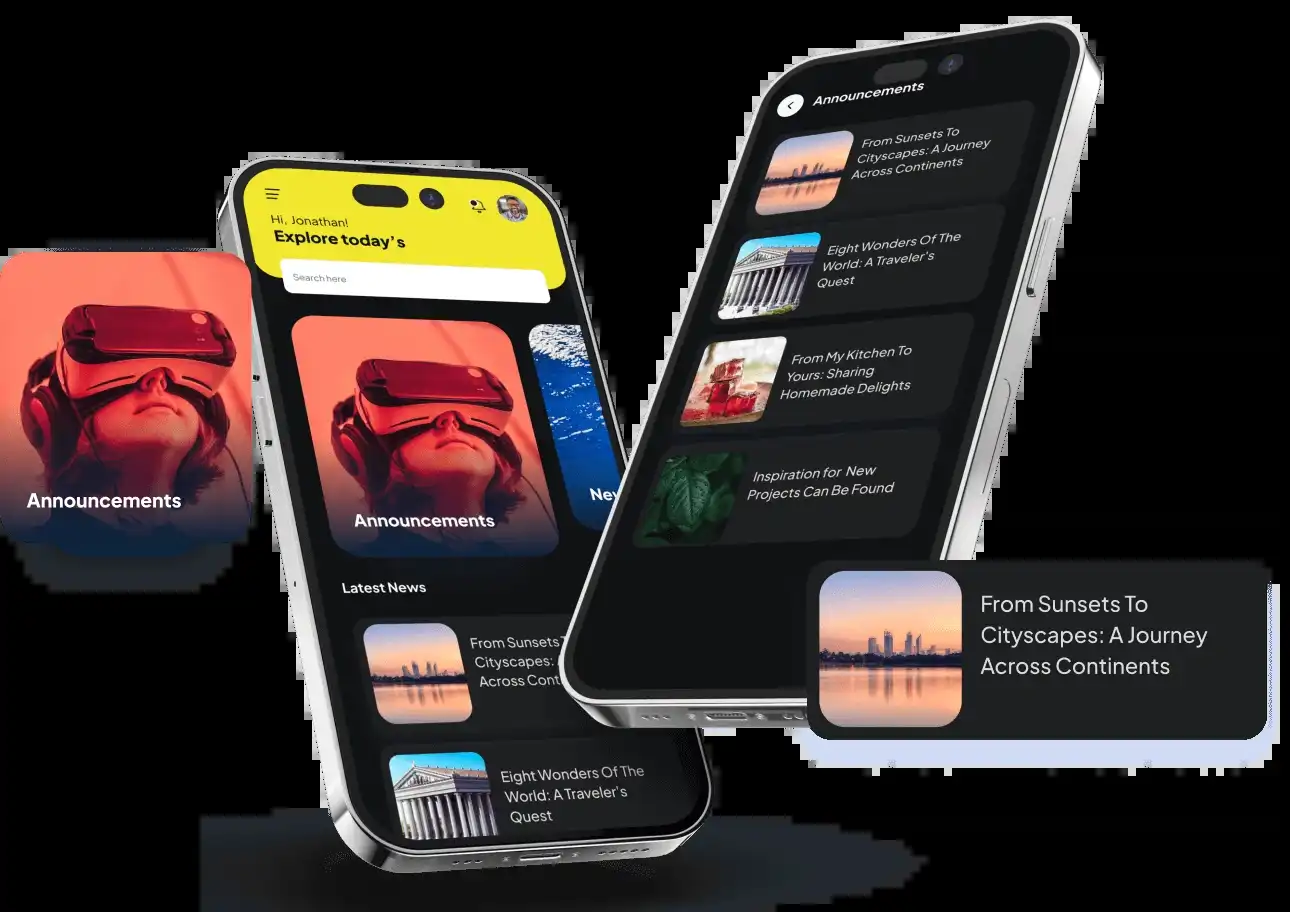 Announcements
Hi, Jonathan!
Explore today's
Search here
Announcements
New
Latest News
From Sunsets T
Cityscapes:
Across Cont
Eight Wonders Of The
World: A Traveler's
Quest
Announcements
From Sunsets To
Cityscapes: A Journey
Across Continents
Eight Wonders Of The
World: A Traveler's
Quest
From My Kitchen To
Yours: Sharing
Homemade Delights
Inspiration for New
Projects Can Be Found
From Sunsets To
Cityscapes: A Journey
Across Continents